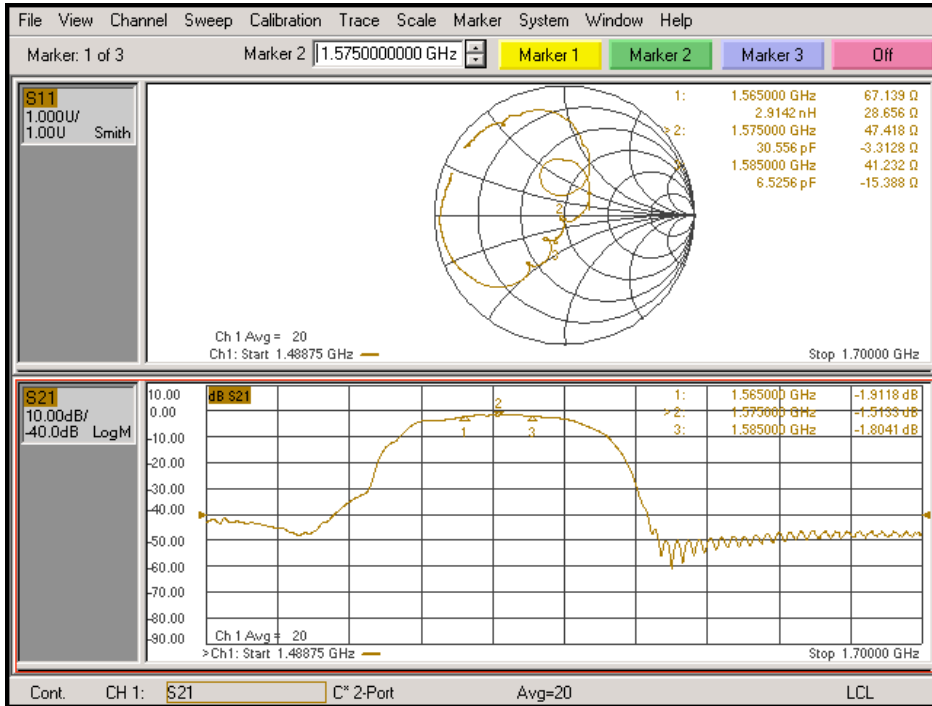 File View Channel Sweep Calibration Trace Scale Marker System Window Help
Marker: 1 of 3 Marker 2 1.5750000000 GHz Marker 1 Marker 2 Marker 3 Off
S11
1.000U/
1.00U Smith
1: 1.565000 GHz 67.139 Ω
2.9142 nH 28.656 Ω
> 2: 1.575000 GHz 47.418 Ω
30.556 pF -3.3128 Ω
1.585000 GHz 41.232 Ω
6.5256 pF -15.388 Ω
2
3
Ch 1 Avg = 20
Ch1: Start 1.48875 GHz
Stop 1.70000 GHz
S21
10.00dB/
-40.0dB LogM
10.00
0.00
-10.00
-20.00
-30.00
-40.00
-50.00
-60.00
-70.00
-80.00
-90.00
dB S21
1: 1.565000 GHz -1.9118 dB
>2: 1.575000 GHz -1.5133 dB
3: 1.585000 GHz -1.8041 dB
2
1
3
Ch 1 Avg = 20
>Ch1: Start 1.48875 GHz
Stop 1.70000 GHz
Cont. CH 1: S21 C* 2-Port Avg=20 LCL